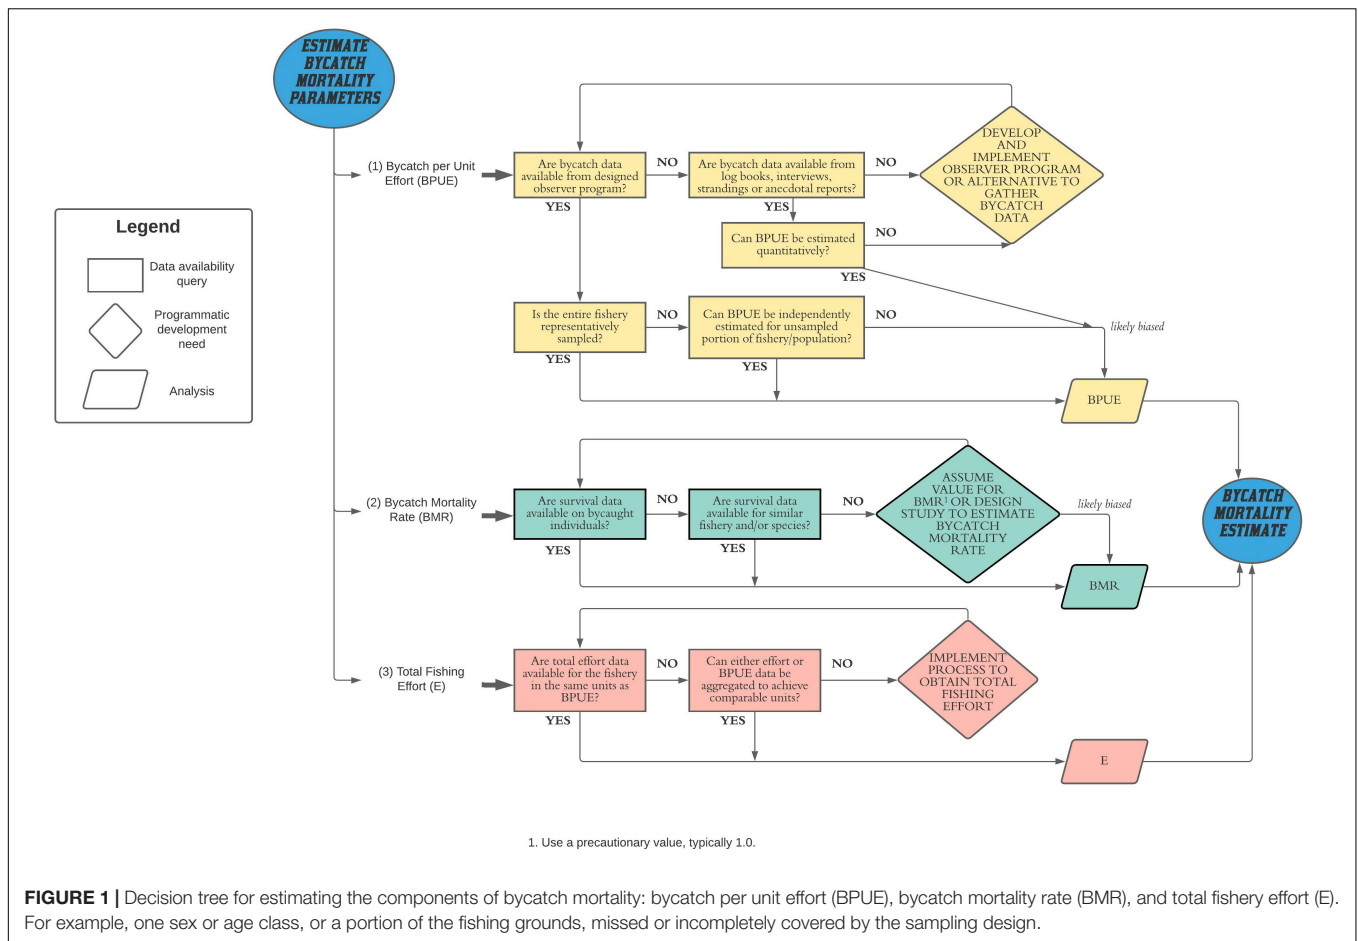 ESTIMATE
BYCATCH
MORTALITY
PARAMETERS
(1) Bycatch per Unit
Effort (BPUE)
Are bycatch data
available from designed
observer program?
NO
YES
Are bycatch data available from
log books, interviews,
strandings or anecdotal reports?
NO
YES
DEVELOP
AND
IMPLEMENT
OBSERVER PROGRAM
OR ALTERNATIVE TO
GATHER
BYCATCH
DATA
Can BPUE be estimated
quantitatively?
NO
YES
Legend
Data availability
query
Programmatic
development
need
Analysis
Is the entire fishery
representatively
sampled?
NO
YES
Can BPUE be independently
estimated for unsampled
portion of fishery/population?
NO
YES
likely biased
BPUE
(2) Bycatch Mortality
Rate (BMR)
Are survival data
available on bycaught
individuals?
NO
YES
Are survival data
available for similar
fishery and/or species?
NO
YES
ASSUME
VALUE FOR
BMR¹ OR DESIGN
STUDY TO ESTIMATE
BYCATCH
MORTALITY
RATE
likely biased
BMR
BYCATCH
MORTALITY
ESTIMATE
(3) Total Fishing
Effort (E)
Are total effort data
available for the fishery
in the same units as
BPUE?
NO
YES
Can either effort or
BPUE data be
aggregated to achieve
comparable units?
NO
YES
IMPLEMENT
PROCESS TO
OBTAIN TOTAL
FISHING
EFFORT
E
1. Use a precautionary value, typically 1.0.
FIGURE 1 | Decision tree for estimating the components of bycatch mortality: bycatch per unit effort (BPUE), bycatch mortality rate (BMR), and total fishery effort (E).
For example, one sex or age class, or a portion of the fishing grounds, missed or incompletely covered by the sampling design.